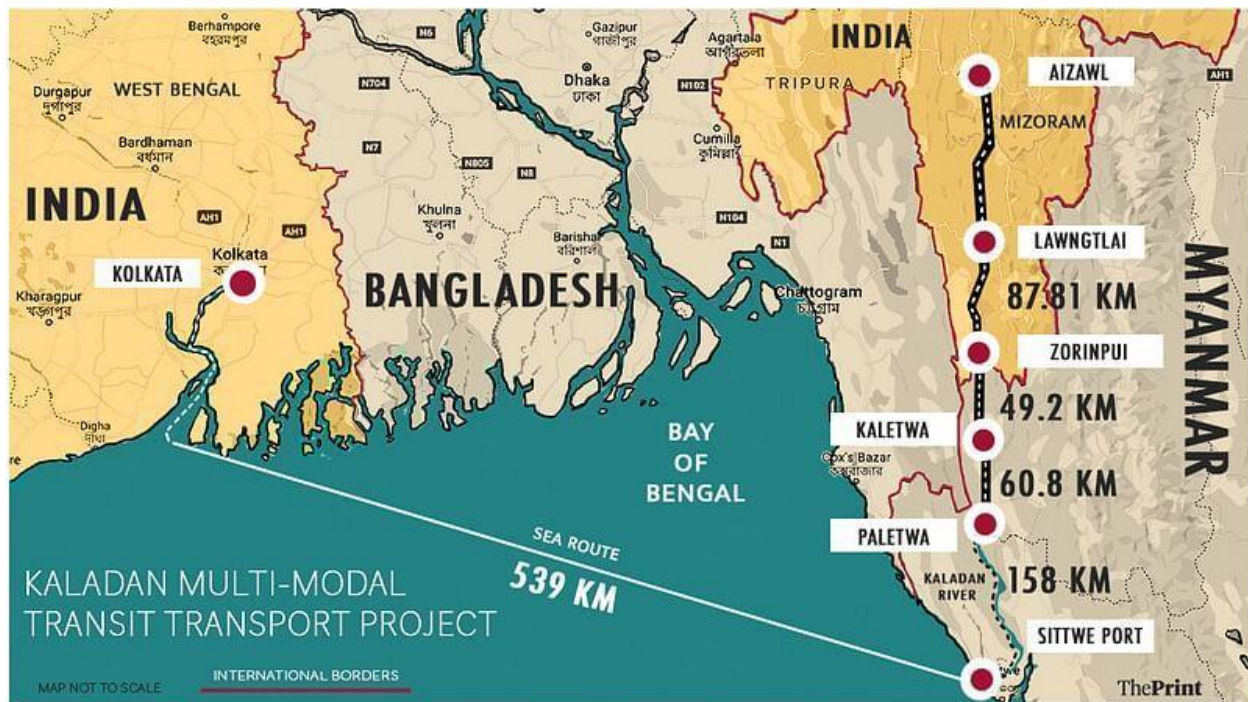 Berhampore
বহরমপুর
N6
Gazipur
গাজীপুর
Agartala
আগরতলা
INDIA
AIZAWL
AH1
Durgapur
দুর্গাপুর
WEST BENGAL
N704
Dhaka
ঢাকা
N102
TRIPURA
MIZORAM
Bardhaman
বর্ধমান
N7
N805
N8
Cumilla
কুমিল্লা
INDIA
AH1
AH1
Khulna
খুলনা
Barishal
বরিশাল
N104
N1
LAWNGTLAI
KOLKATA
Kolkata
Kharagpur
খড়্গপুর
BANGLADESH
Chattogram
87.81 KM
MYANMAR
ZORINPUI
49.2 KM
Digha
দীঘা
BAY
OF
BENGAL
KALETWA
Cox's Bazar
কক্সবাজার
60.8 KM
PALETWA
SEA ROUTE
539 KM
KALADAN
RIVER
158 KM
KALADAN MULTI-MODAL
TRANSIT TRANSPORT PROJECT
SITTWE PORT
INTERNATIONAL BORDERS
MAP NOT TO SCALE
ThePrint